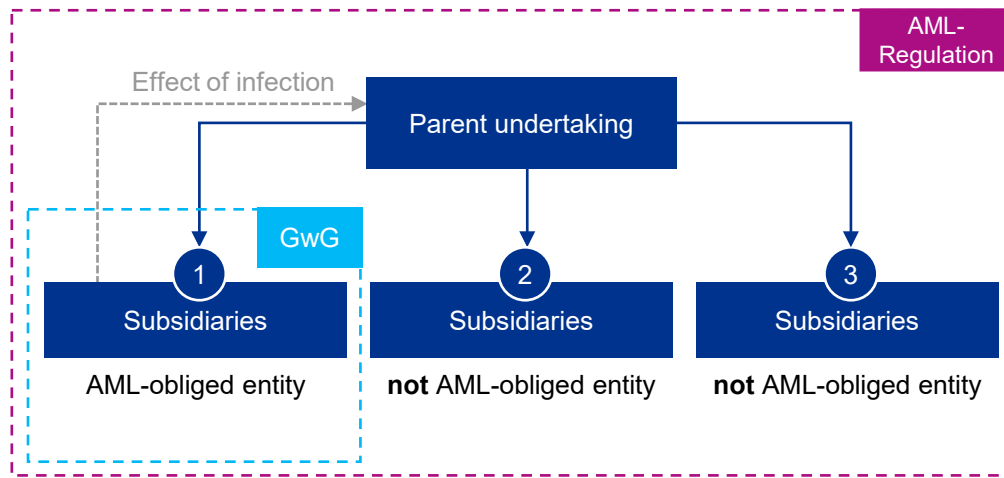 AML-
Regulation
Effect of infection
Parent undertaking
GwG
1
2
3
Subsidiaries
Subsidiaries
Subsidiaries
AML-obliged entity
not AML-obliged entity
not AML-obliged entity